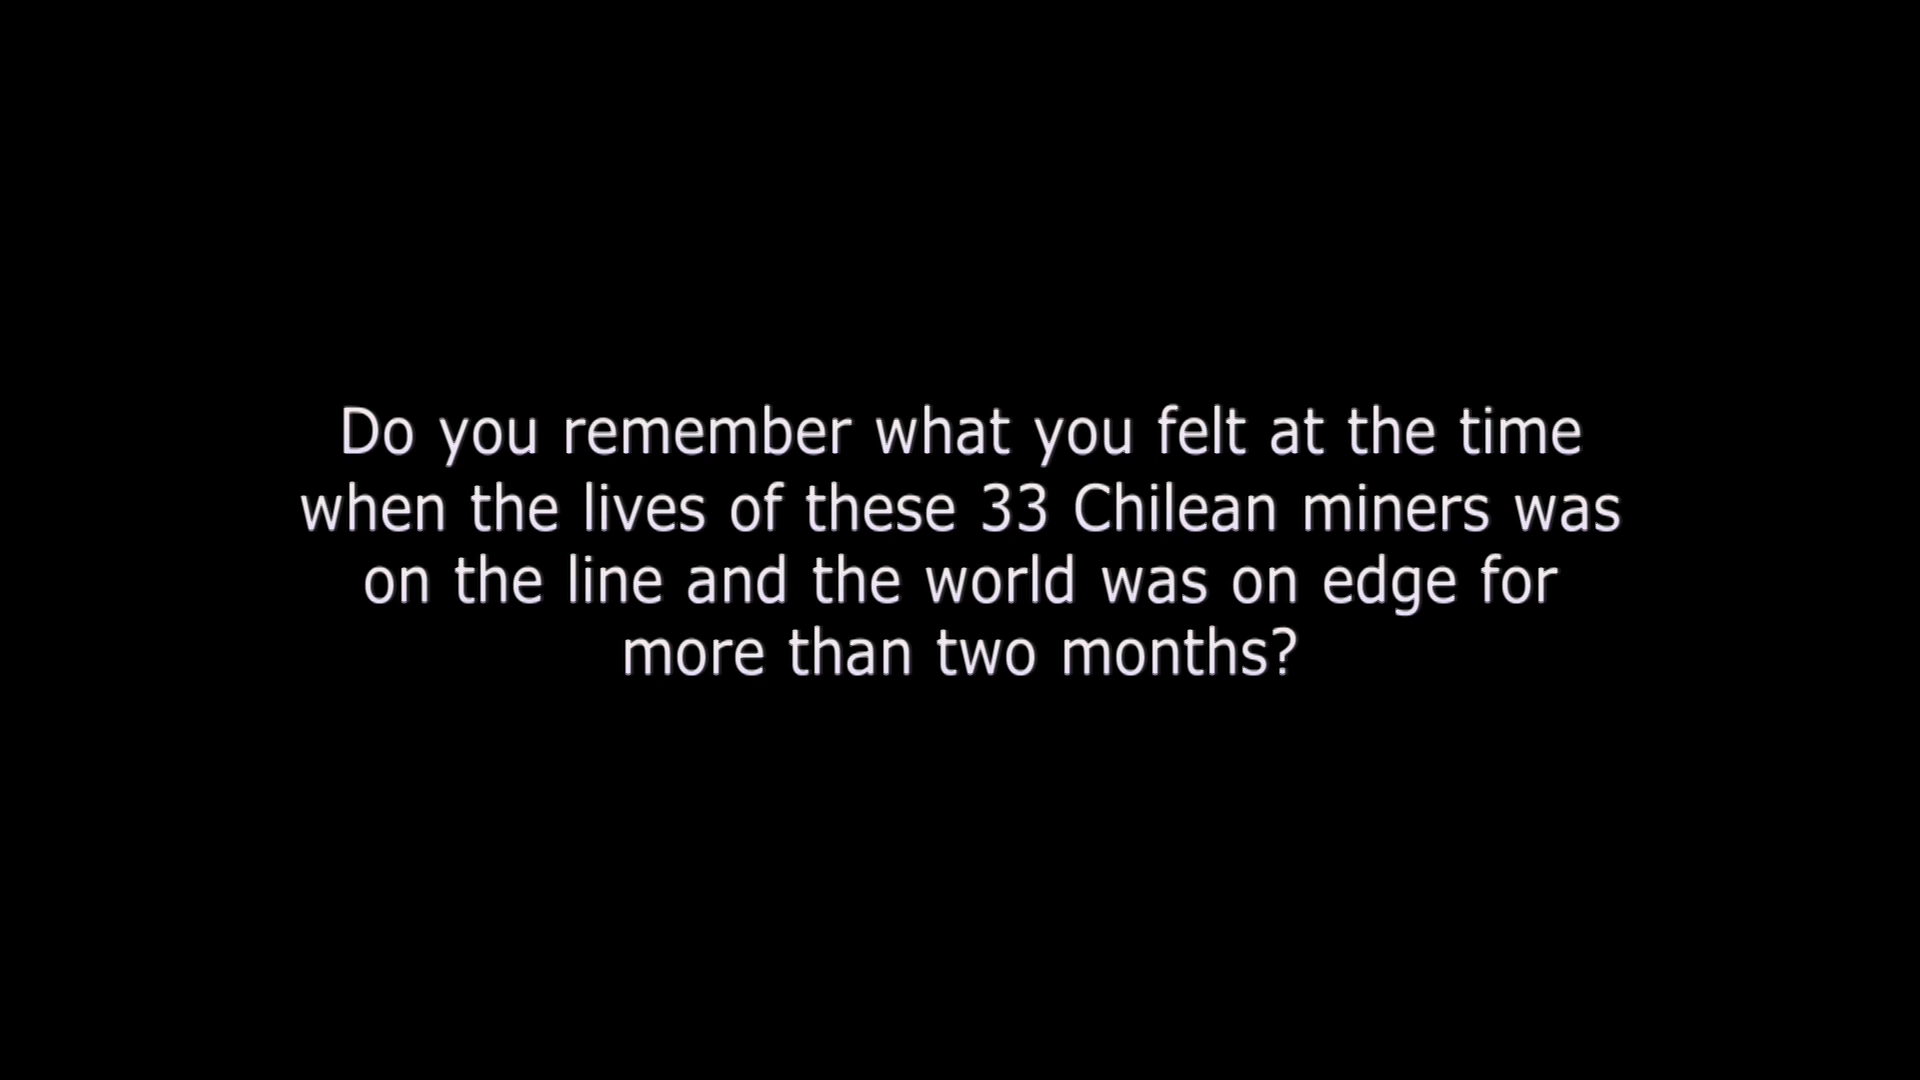 Do you remember what you felt at the time
when the lives of these 33 Chilean miners was
on the line and the world was on edge for
more than two months?